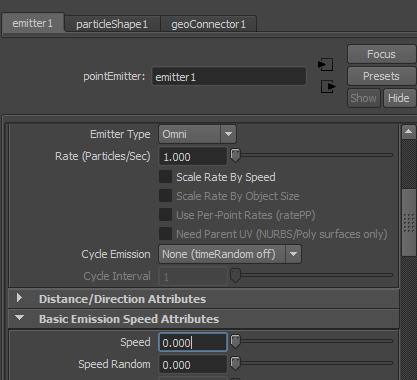 emitter1 particleShape1 geoConnector1
Focus
pointEmitter: emitter1 Presets
Show Hide
Emitter Type Omni
Rate (Particles/Sec) 1.000
Scale Rate By Speed
Scale Rate By Object Size
Use Per-Point Rates (ratePP)
Need Parent UV (NURBS/Poly surfaces only)
Cycle Emission None (timeRandom off)
Cycle Interval 1
Distance/Direction Attributes
Basic Emission Speed Attributes
Speed 0.000
Speed Random 0.000